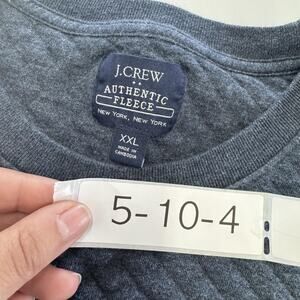 J.CREW
AUTHENTIC
FLEECE
NEW YORK, NEW YORK
XXL
MADE IN
CAMBODIA
5-10-4